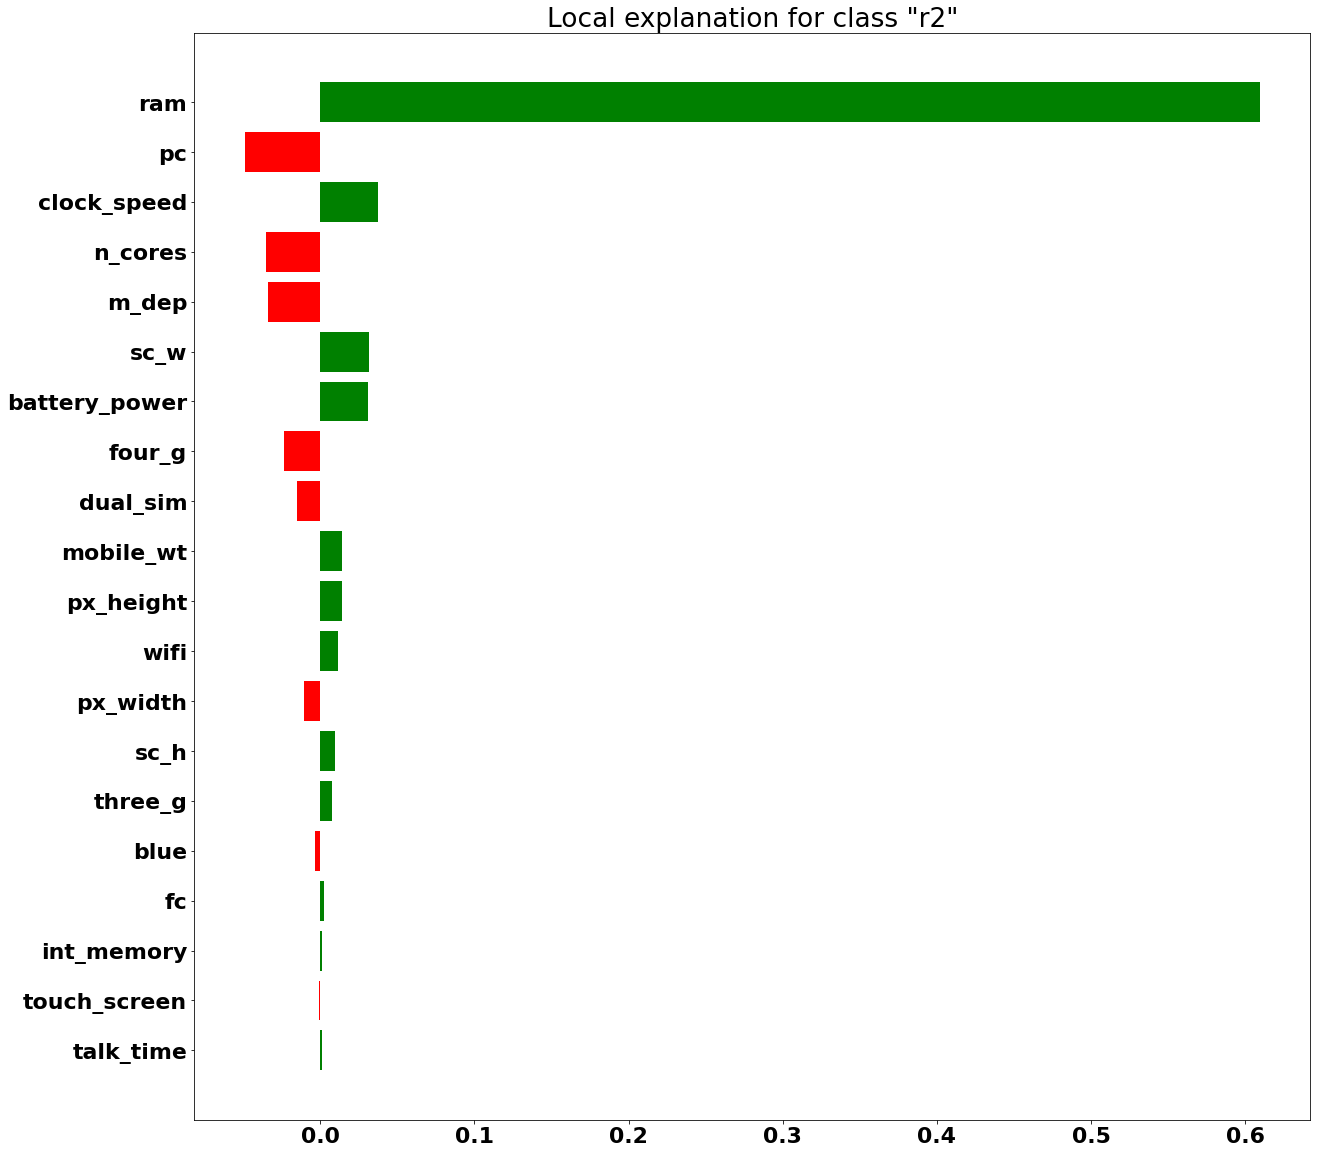 Local explanation for class "r2"
ram
pc
clock_speed
n_cores
m_dep
sc_w
battery_power
four_g
dual_sim
mobile_wt
px_height
wifi
px_width
sc_h
three_g
blue
fc
int_memory
touch_screen
talk_time
0.0 0.1 0.2 0.3 0.4 0.5 0.6